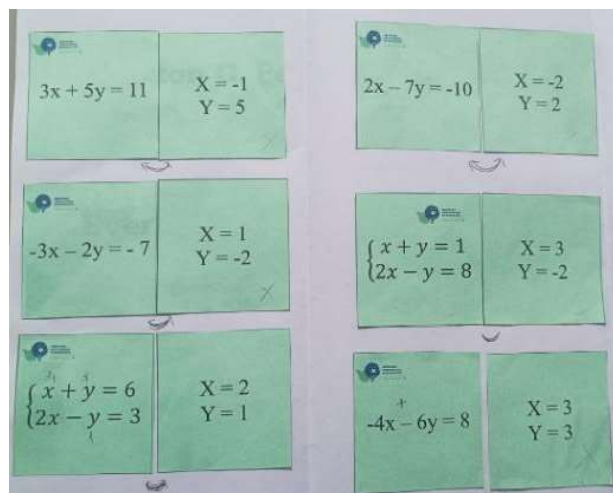 3x + 5y = 11
X = -1
Y = 5
2x – 7y = -10
X = -2
Y = 2
-3x – 2y = - 7
X = 1
Y = -2
x + y = 1
2x − y = 8
X = 3
Y = -2
x + y = 6
2x − y = 3
X = 2
Y = 1
-4x – 6y = 8
X = 3
Y = 3